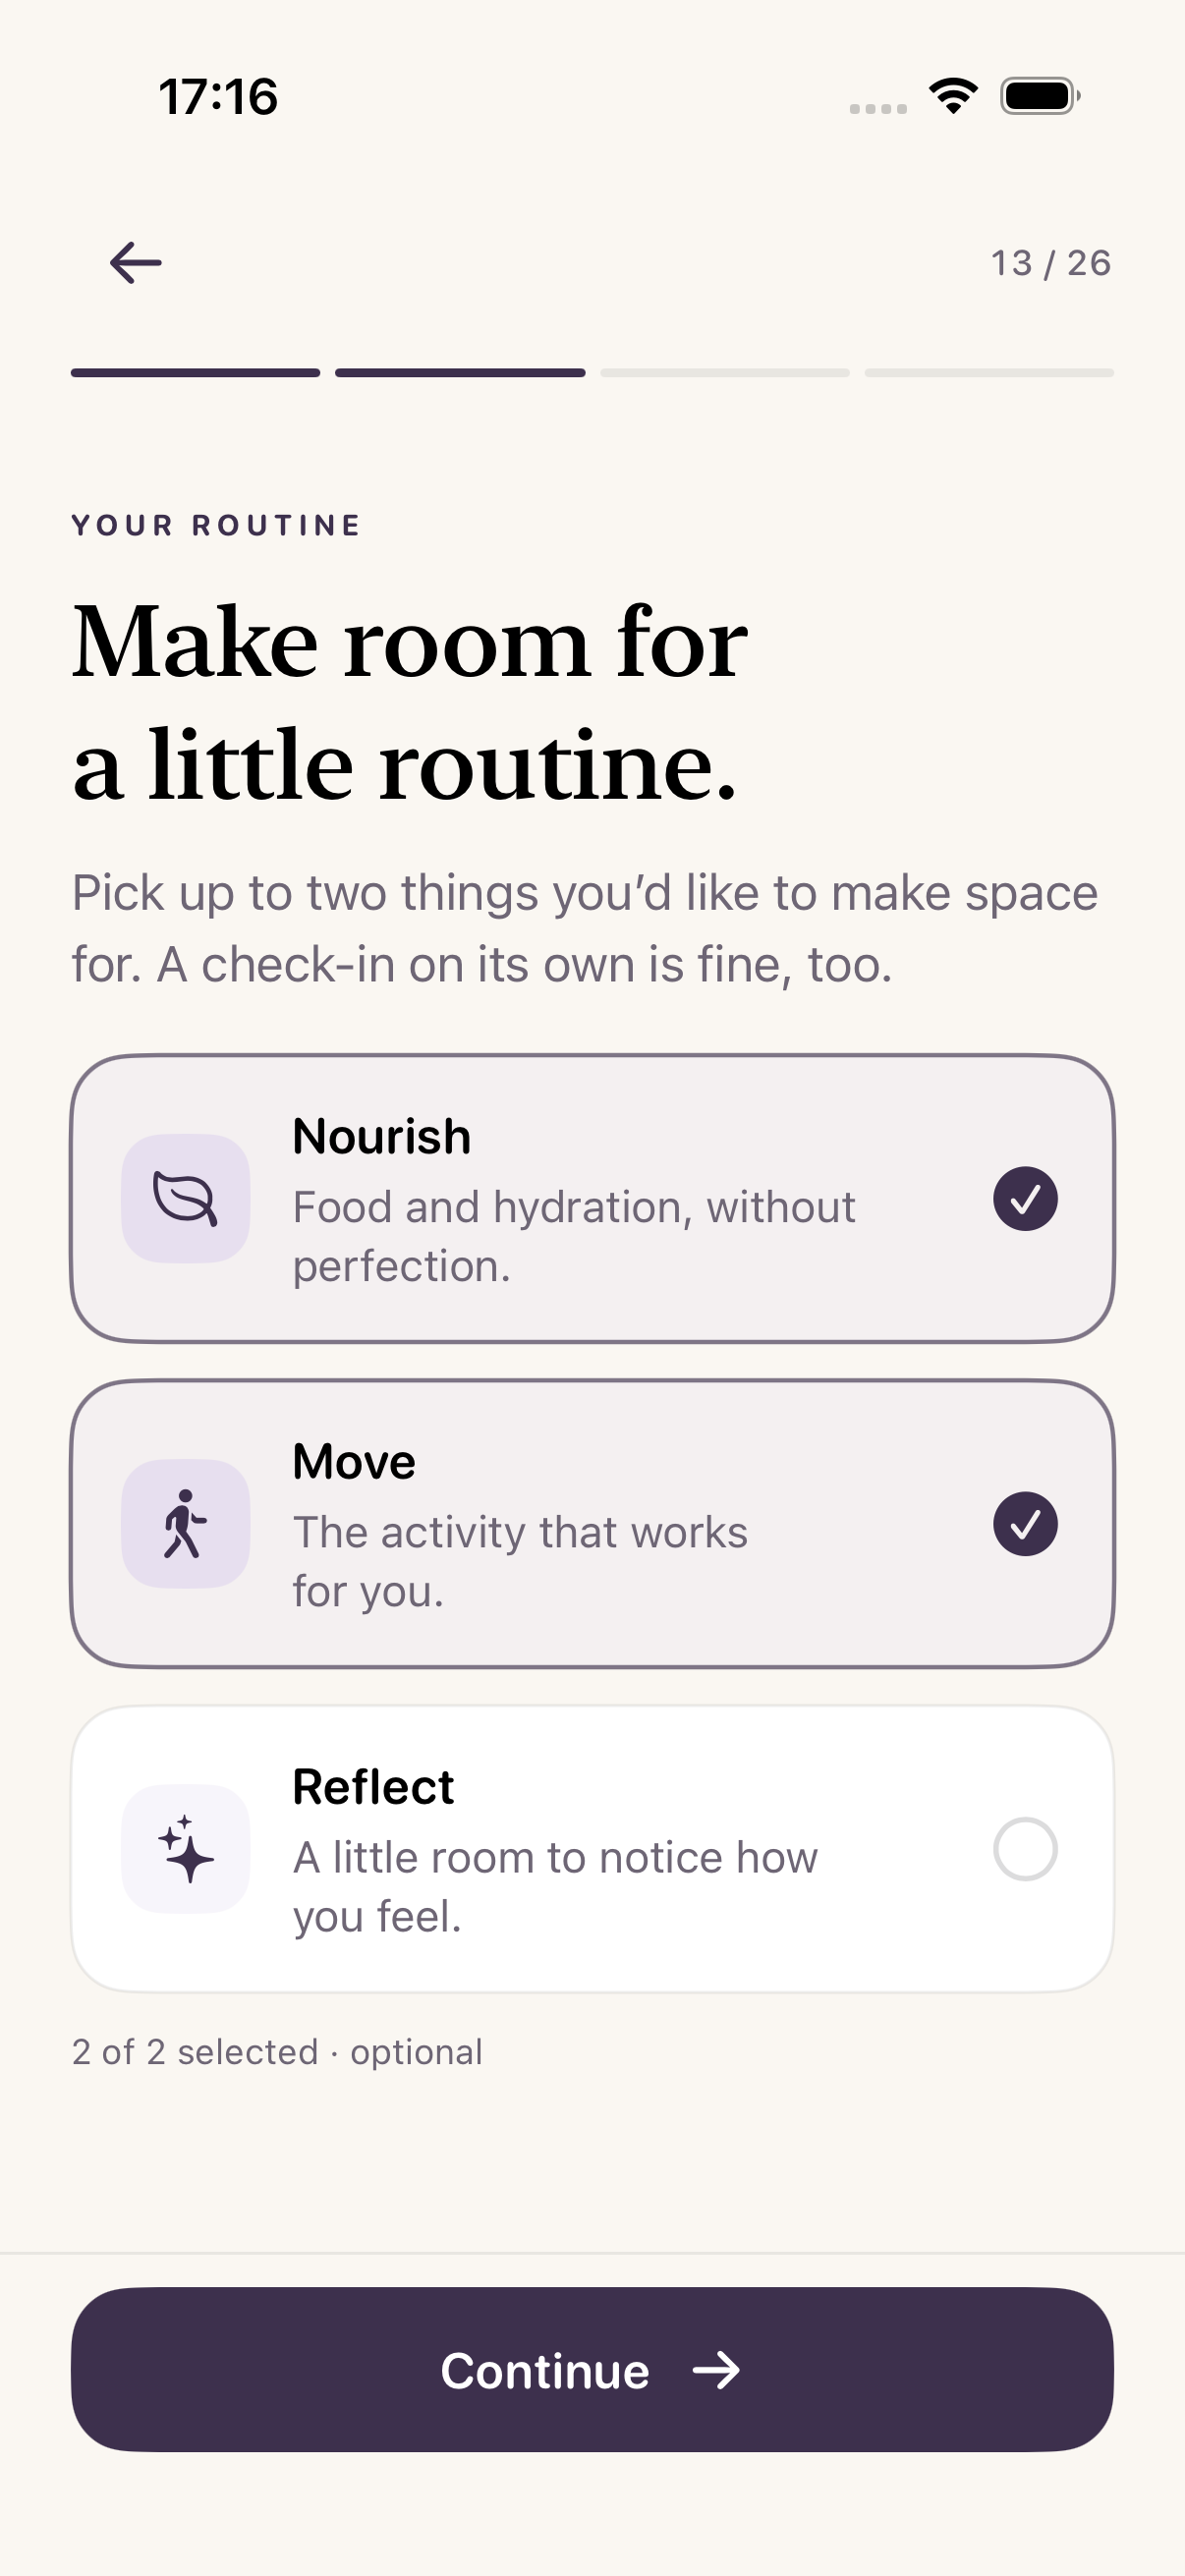 17:16
13 / 26
YOUR ROUTINE
Make room for
a little routine.
Pick up to two things you’d like to make space
for. A check-in on its own is fine, too.
Nourish
Food and hydration, without
perfection.
Move
The activity that works
for you.
Reflect
A little room to notice how
you feel.
2 of 2 selected · optional
Continue